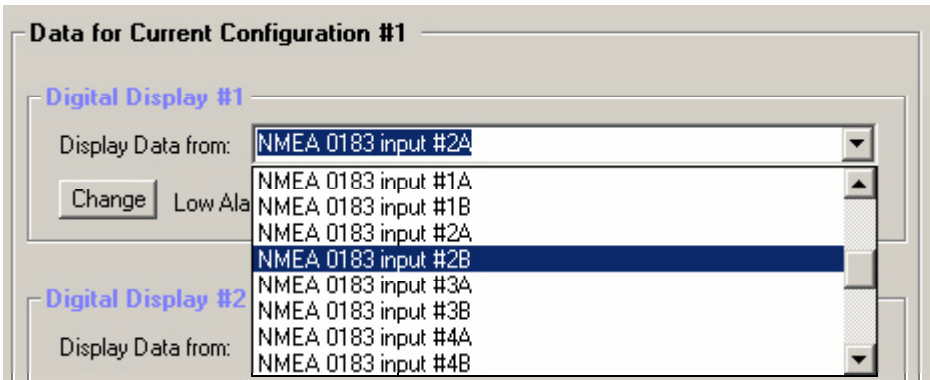 Data for Current Configuration #1
Digital Display #1
Display Data from: NMEA 0183 input #2A
NMEA 0183 input #1A
Change Low Ala NMEA 0183 input #1B
NMEA 0183 input #2A
NMEA 0183 input #2B
NMEA 0183 input #3A
Digital Display #2 NMEA 0183 input #3B
NMEA 0183 input #4A
Display Data from: NMEA 0183 input #4B